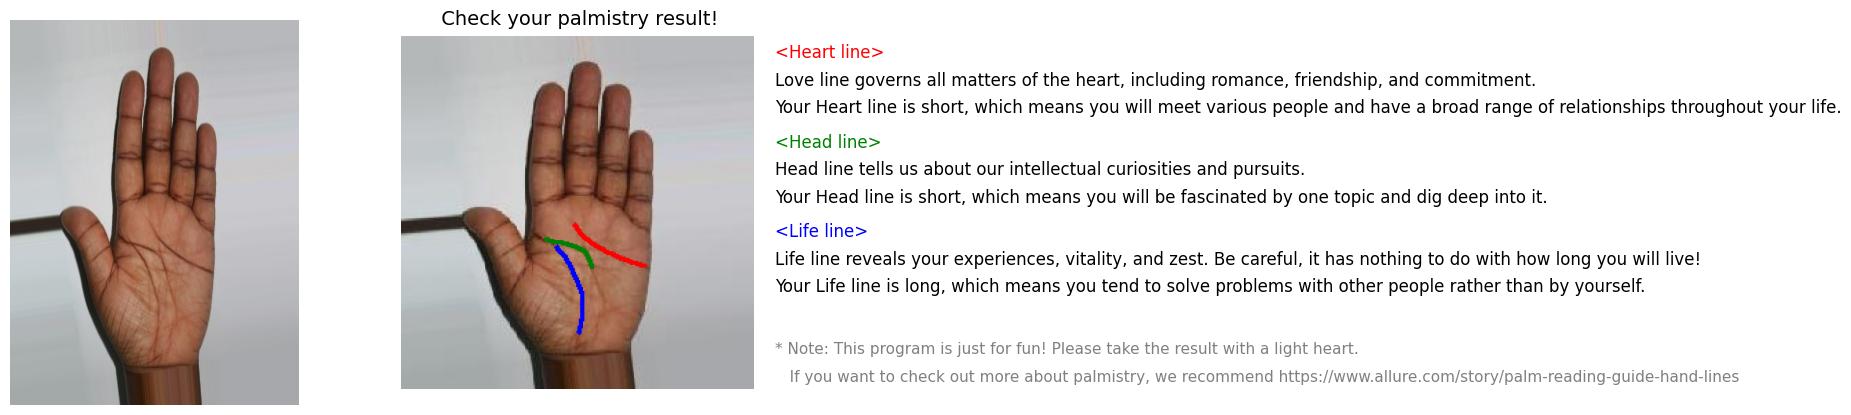 Check your palmistry result!
<Heart line>
Love line governs all matters of the heart, including romance, friendship, and commitment.
Your Heart line is short, which means you will meet various people and have a broad range of relationships throughout your life.
<Head line>
Head line tells us about our intellectual curiosities and pursuits.
Your Head line is short, which means you will be fascinated by one topic and dig deep into it.
<Life line>
Life line reveals your experiences, vitality, and zest. Be careful, it has nothing to do with how long you will live!
Your Life line is long, which means you tend to solve problems with other people rather than by yourself.
* Note: This program is just for fun! Please take the result with a light heart.
If you want to check out more about palmistry, we recommend https://www.allure.com/story/palm-reading-guide-hand-lines